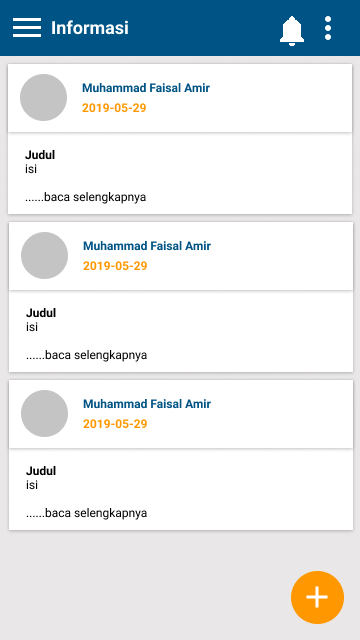 Informasi
Muhammad Faisal Amir
2019-05-29
Judul
isi
......baca selengkapnya
Muhammad Faisal Amir
2019-05-29
Judul
isi
......baca selengkapnya
Muhammad Faisal Amir
2019-05-29
Judul
isi
......baca selengkapnya